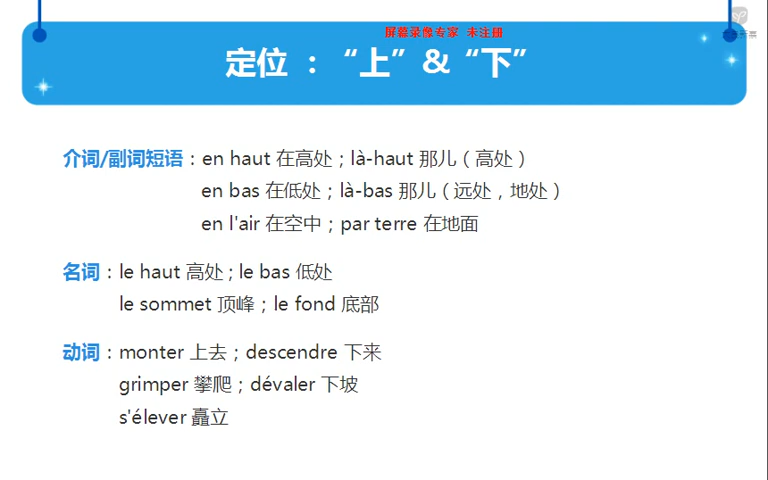 屏幕录像专家 未注册
定位 ：“上”&“下”
介词/副词短语：en haut 在高处；là-haut 那儿（高处）
en bas 在低处；là-bas 那儿（远处，地处）
en l'air 在空中；par terre 在地面
名词：le haut 高处 ; le bas 低处
le sommet 顶峰；le fond 底部
动词：monter 上去；descendre 下来
grimper 攀爬；dévaler 下坡
s'élever 矗立